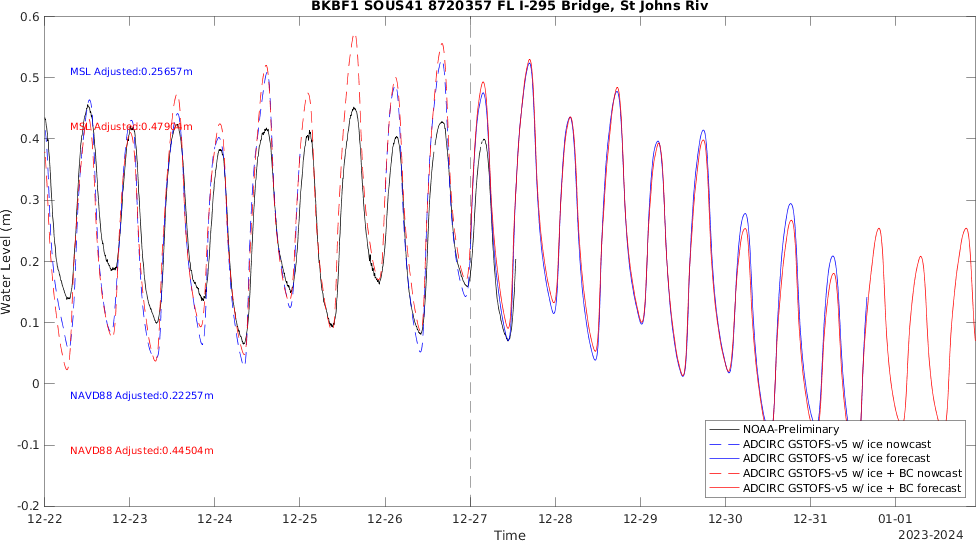 BKBF1 SOUS41 8720357 FL I-295 Bridge, St Johns Riv
0.6
0.5
0.4
0.3
0.2
0.1
0
-0.1
-0.2
Water Level (m)
MSL Adjusted:0.25657m
NAVD88 Adjusted:0.22257m
NAVD88 Adjusted:0.44504m
NOAA-Preliminary
ADCIRC GSTOFS-v5 w/ ice nowcast
ADCIRC GSTOFS-v5 w/ ice forecast
ADCIRC GSTOFS-v5 w/ ice + BC nowcast
ADCIRC GSTOFS-v5 w/ ice + BC forecast
12-22 12-23 12-24 12-25 12-26 12-27 12-28 12-29 12-30 12-31 01-01
Time
2023-2024